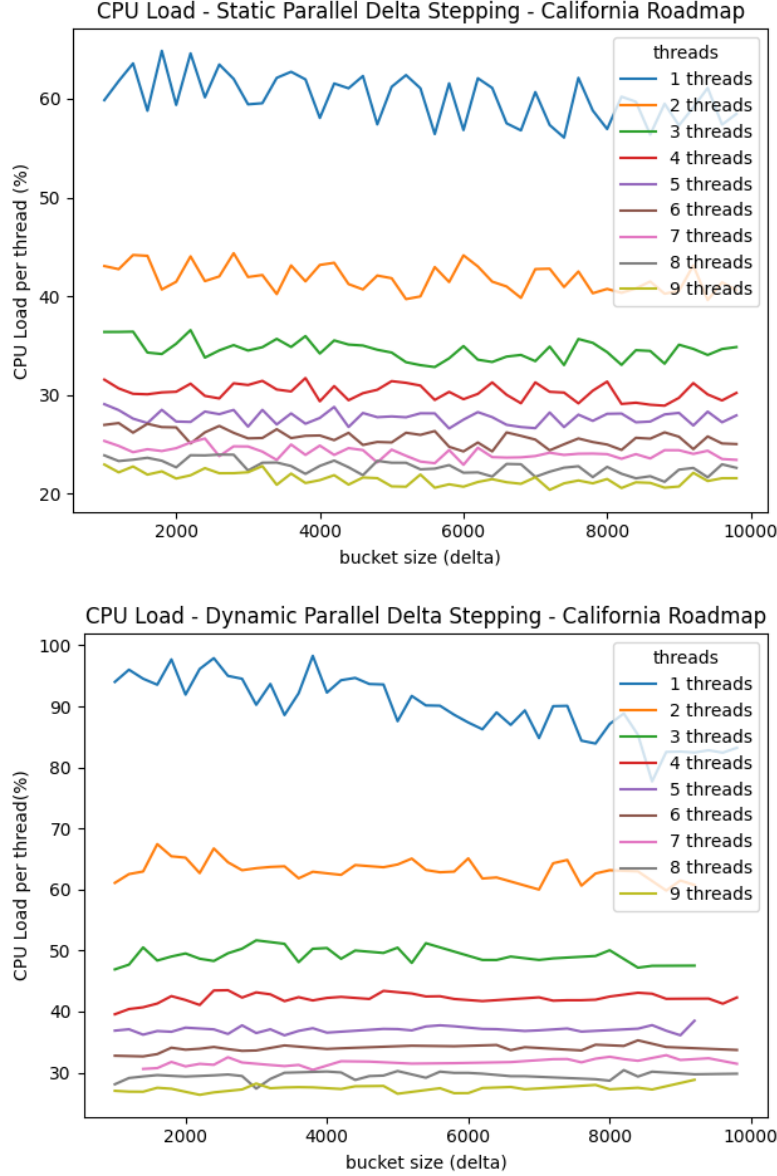 CPU Load - Static Parallel Delta Stepping - California Roadmap
CPU Load per thread (%)
60
50
40
30
20
threads
1 threads
2 threads
3 threads
4 threads
5 threads
6 threads
7 threads
8 threads
9 threads
2000 4000 6000 8000 10000
bucket size (delta)
CPU Load - Dynamic Parallel Delta Stepping - California Roadmap
CPU Load per thread(%)
100
90
80
70
60
50
40
30
threads
1 threads
2 threads
3 threads
4 threads
5 threads
6 threads
7 threads
8 threads
9 threads
2000 4000 6000 8000 10000
bucket size (delta)